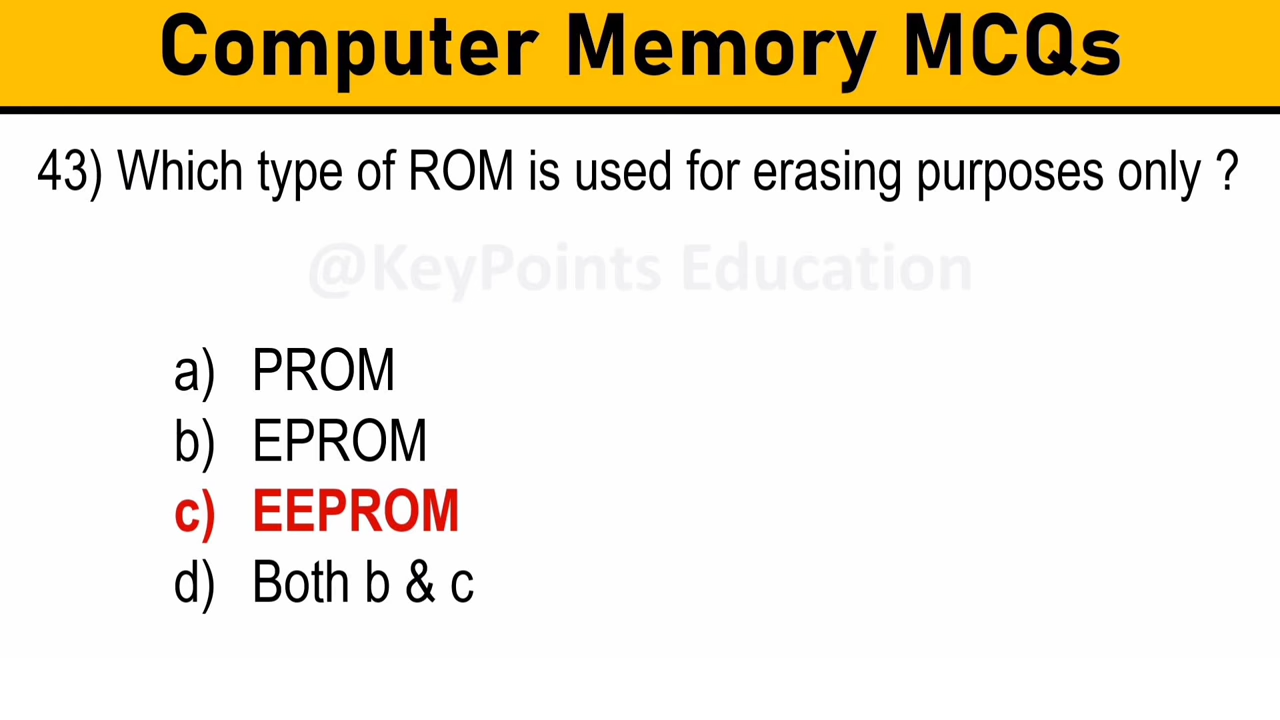 Computer Memory MCQs
43) Which type of ROM is used for erasing purposes only ?
@KeyPoints Education
a) PROM
b) EPROM
c) EEPROM
d) Both b & c